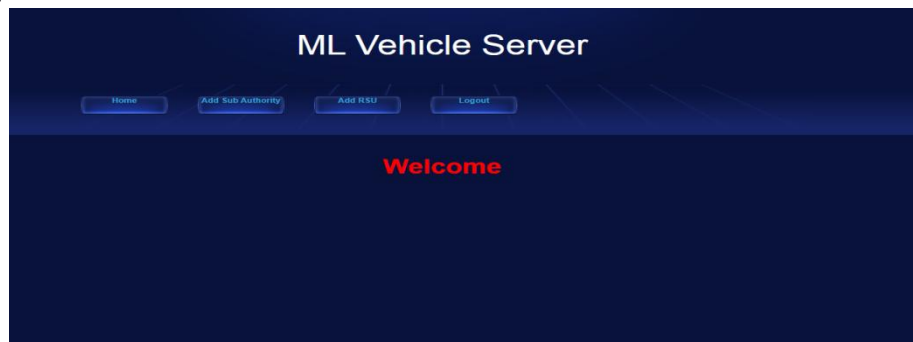 ML Vehicle Server
Home Add Sub Authority Add RSU Logout
Welcome